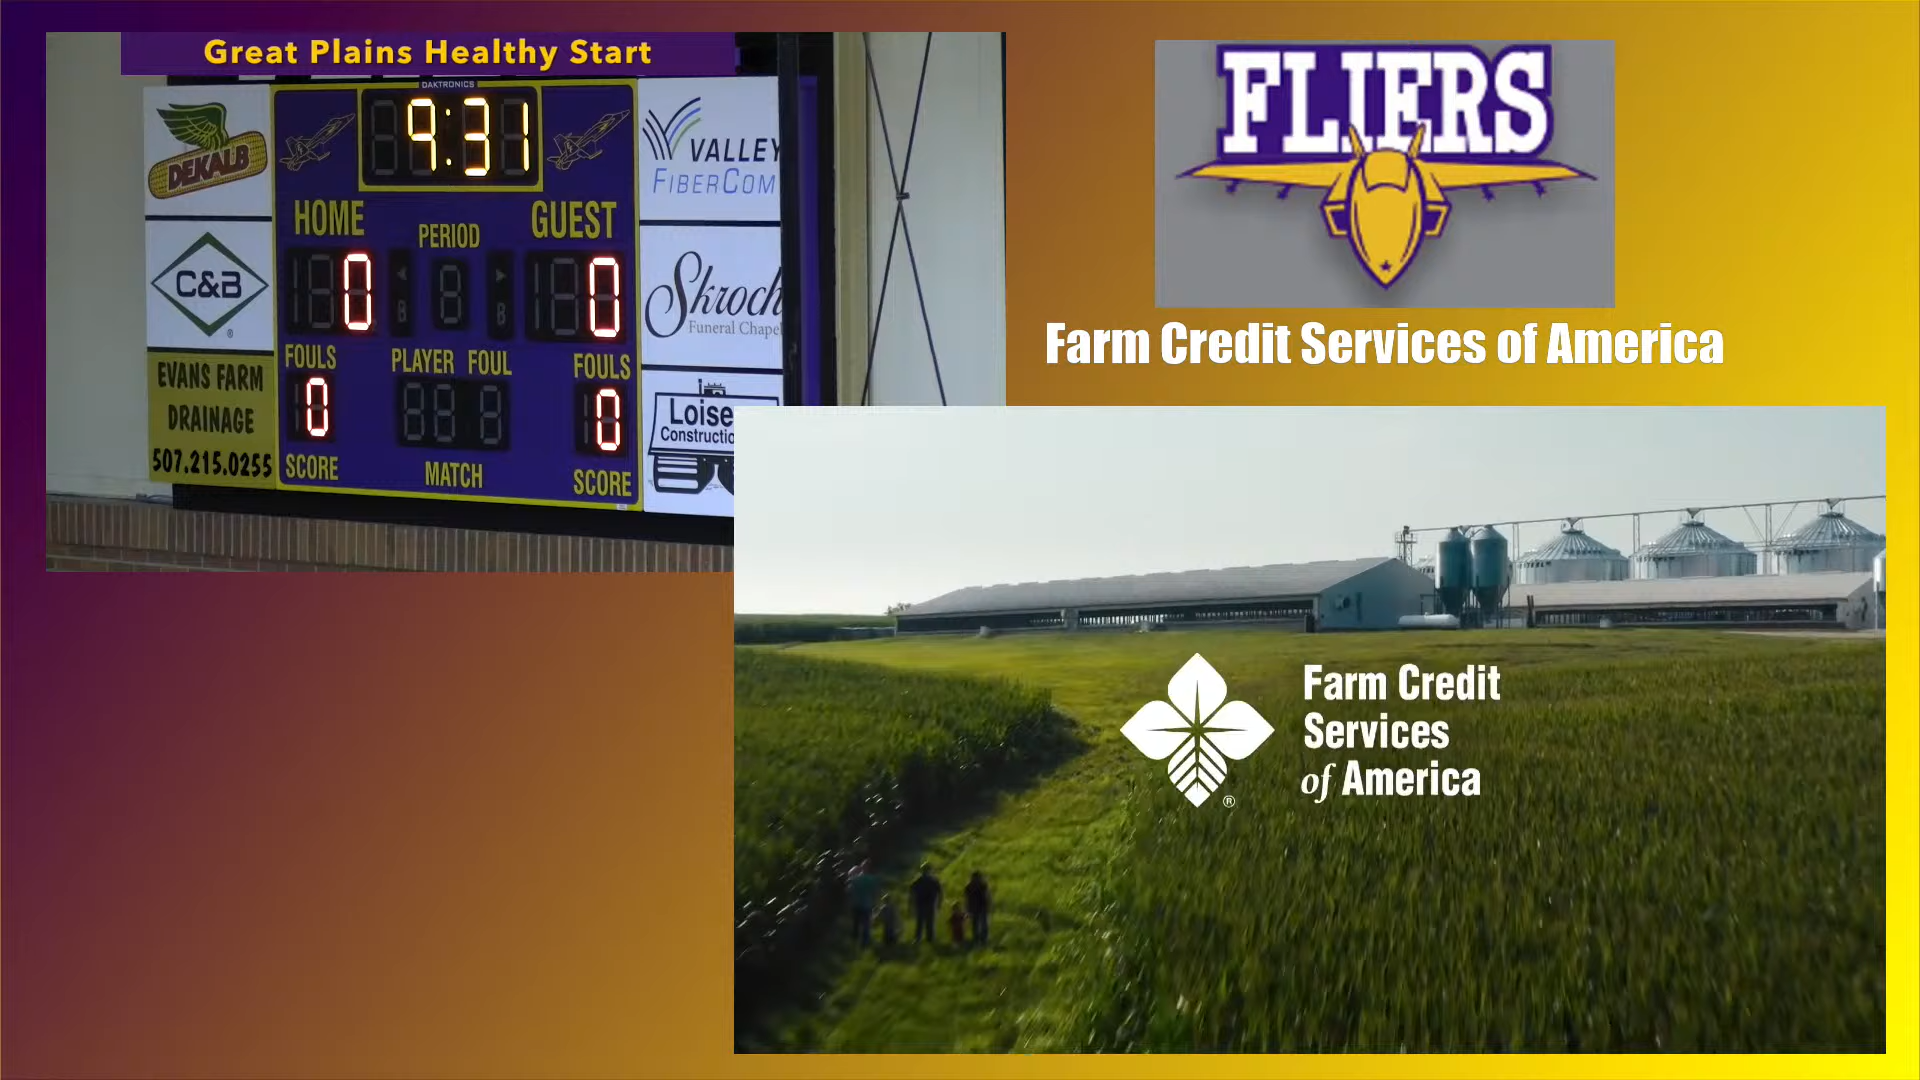 Great Plains Healthy Start
DAKTRONICS
DEKALB
9:31
VALLEY
FIBERCOM
HOME
PERIOD
GUEST
C&B
®
0
0
B
B
Skroch
Funeral Chapel
FOULS
PLAYER FOUL
FOULS
EVANS FARM
DRAINAGE
507.215.0255
0
0
Loise
Constructio
SCORE
MATCH
SCORE
FLIERS
Farm Credit Services of America
Farm Credit
Services
of America
®